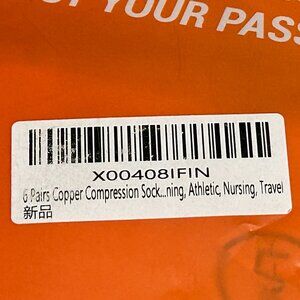 YOUR PASS
X00408IFIN
6 Pairs Copper Compression Sock...ning, Athletic, Nursing, Travel
新品